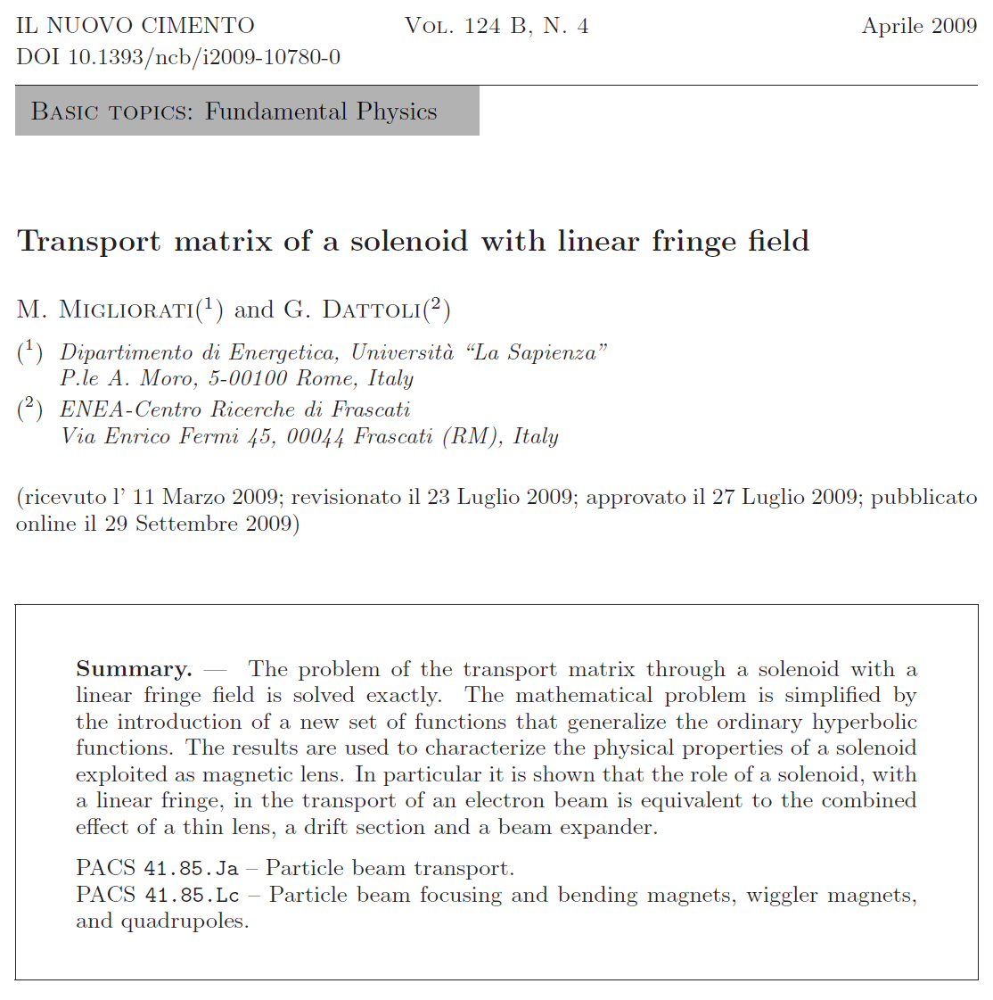 IL NUOVO CIMENTO Vol. 124 B, N. 4 Aprile 2009
DOI 10.1393/ncb/i2009-10780-0
Basic topics: Fundamental Physics
Transport matrix of a solenoid with linear fringe field
M. Migliorati(1) and G. Dattoli(2)
(1) Dipartimento di Energetica, Università “La Sapienza”
P.le A. Moro, 5-00100 Rome, Italy
(2) ENEA-Centro Ricerche di Frascati
Via Enrico Fermi 45, 00044 Frascati (RM), Italy
(ricevuto l’ 11 Marzo 2009; revisionato il 23 Luglio 2009; approvato il 27 Luglio 2009; pubblicato
online il 29 Settembre 2009)
Summary. — The problem of the transport matrix through a solenoid with a
linear fringe field is solved exactly. The mathematical problem is simplified by
the introduction of a new set of functions that generalize the ordinary hyperbolic
functions. The results are used to characterize the physical properties of a solenoid
exploited as magnetic lens. In particular it is shown that the role of a solenoid, with
a linear fringe, in the transport of an electron beam is equivalent to the combined
effect of a thin lens, a drift section and a beam expander.
PACS 41.85.Ja – Particle beam transport.
PACS 41.85.Lc – Particle beam focusing and bending magnets, wiggler magnets,
and quadrupoles.